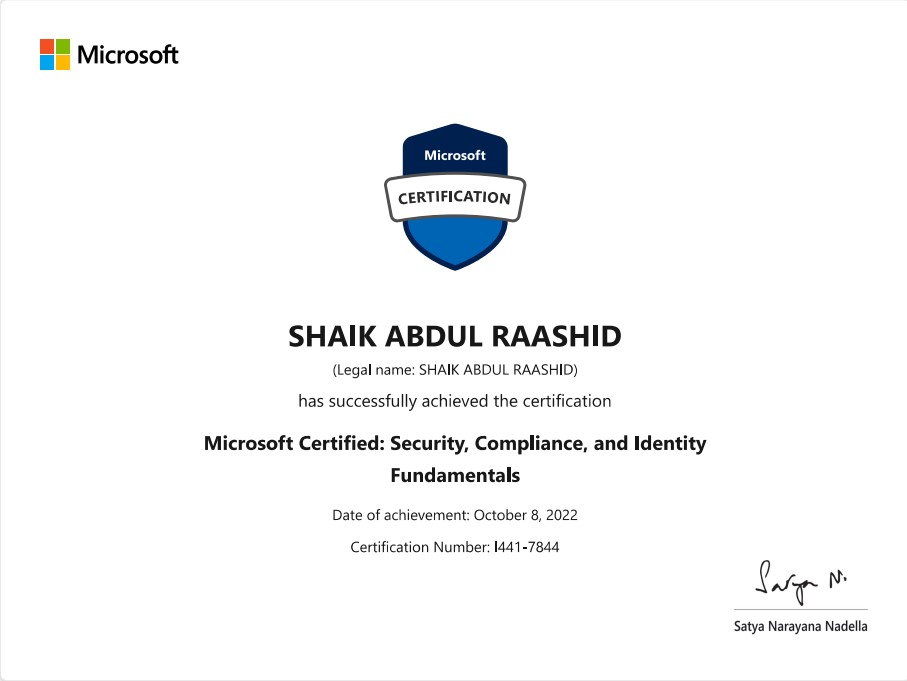 Microsoft
Microsoft
CERTIFICATION
SHAIK ABDUL RAASHID
(Legal name: SHAIK ABDUL RAASHID)
has successfully achieved the certification
Microsoft Certified: Security, Compliance, and Identity
Fundamentals
Date of achievement: October 8, 2022
Certification Number: I441-7844
Satya N.
Satya Narayana Nadella